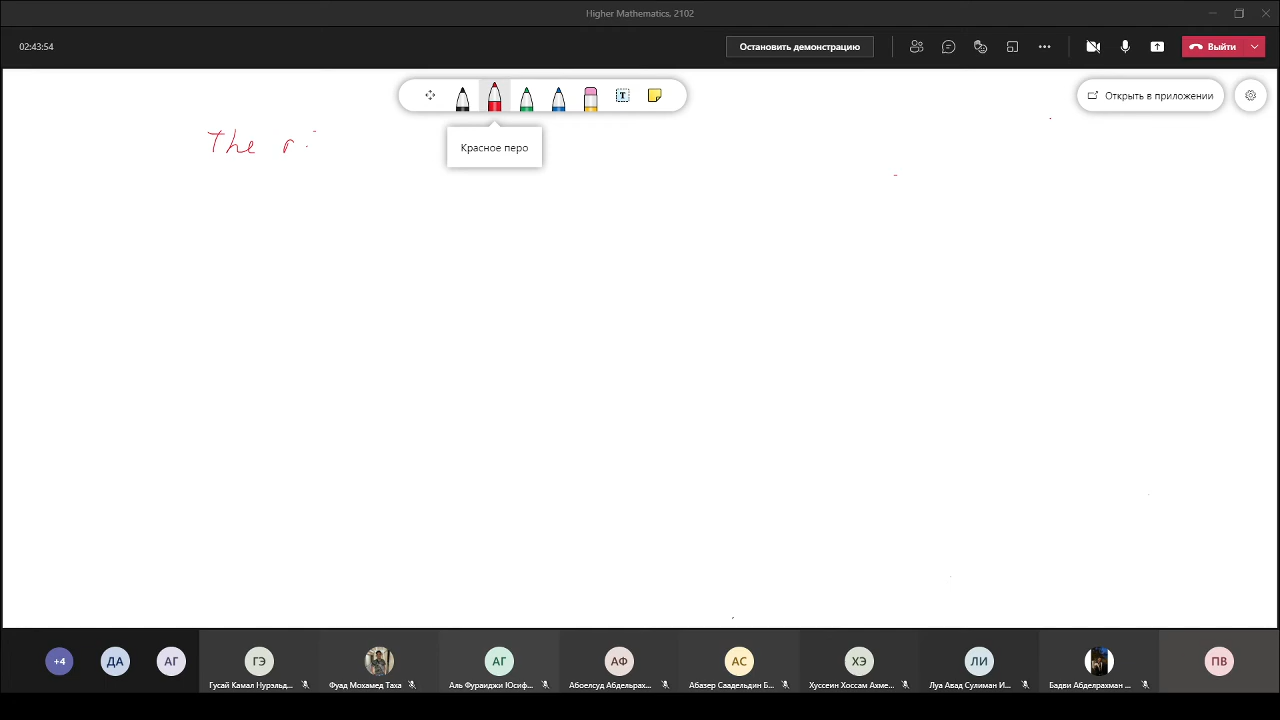 Higher Mathematics, 2102
02:43:54
Остановить демонстрацию
Выйти
Открыть в приложении
The r
Красное перо
+4
ДА
АГ
ГЭ
АГ
АФ
АС
ХЭ
ЛИ
ПВ
Гусай Камал Нурэльд...
Фуад Мохамед Таха
Аль Фураиджи Юсиф...
Абоелсуд Абдельрах...
Абазер Саадельдин Б...
Хуссеин Хоссам Ахме...
Луа Авад Сулиман И...
Бадви Абделрахман ...